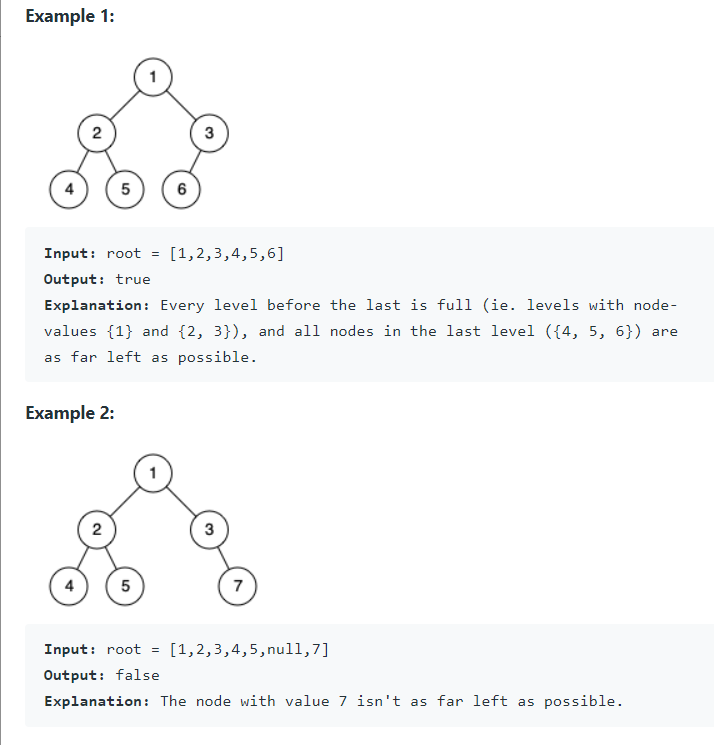 Example 1:
1
2 3
4 5 6
Input: root = [1,2,3,4,5,6]
Output: true
Explanation: Every level before the last is full (ie. levels with node-
values {1} and {2, 3}), and all nodes in the last level ({4, 5, 6}) are
as far left as possible.
Example 2:
1
2 3
4 5 7
Input: root = [1,2,3,4,5,null,7]
Output: false
Explanation: The node with value 7 isn't as far left as possible.